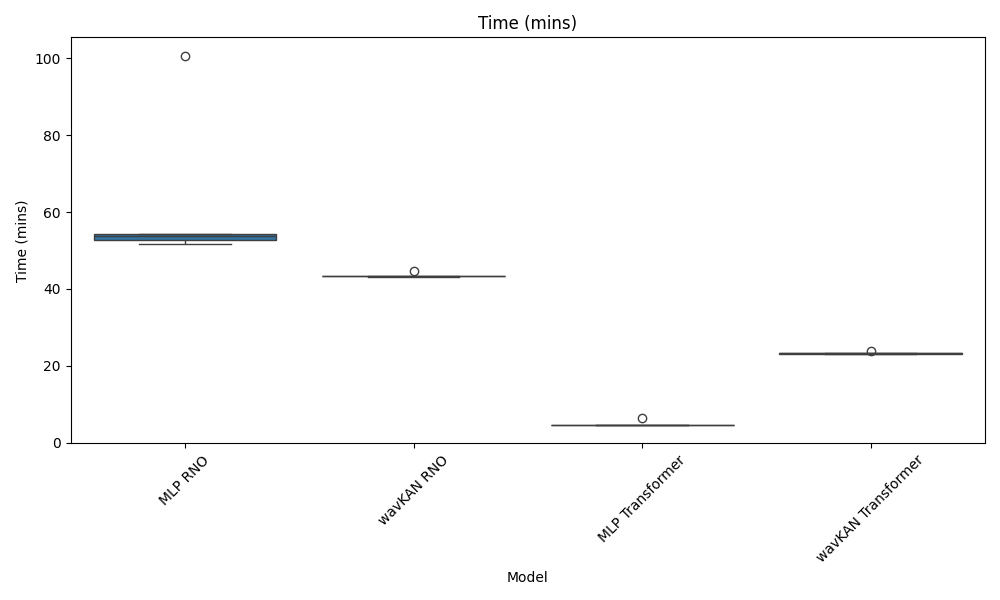 Time (mins)
Time (mins)
100
80
60
40
20
0
MLP RNO
wavKAN RNO
MLP Transformer
wavKAN Transformer
Model